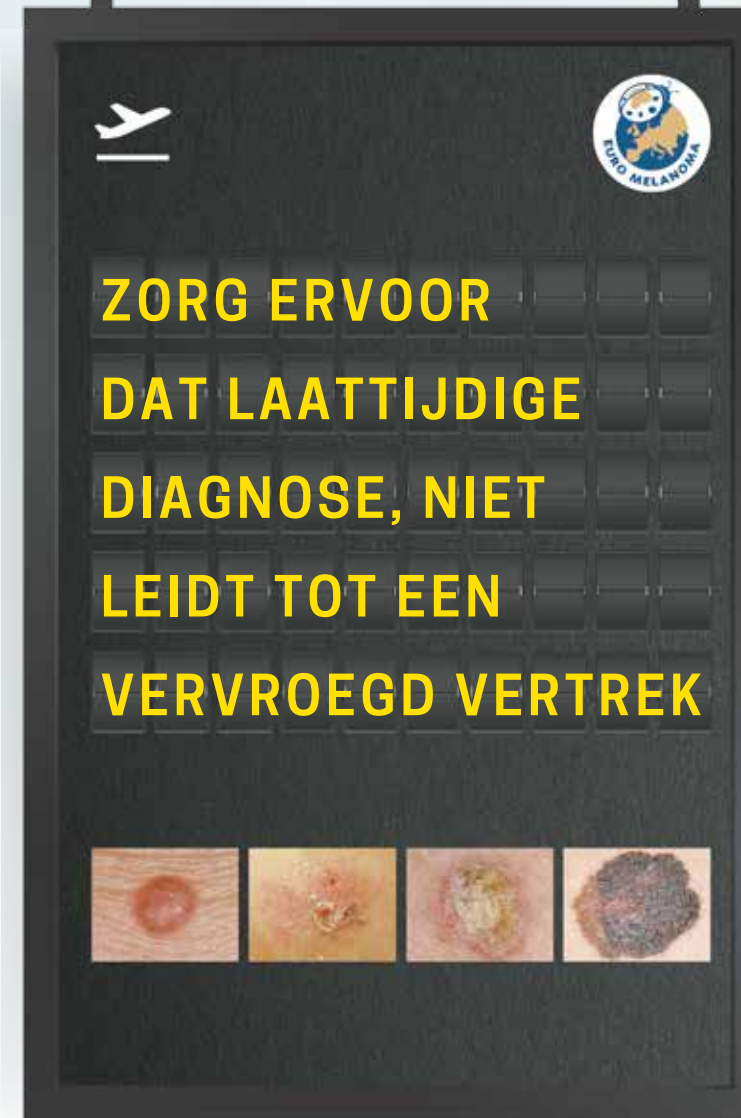 EURO MELANOMA
ZORG ERVOOR
DAT LAATTIJDIGE
DIAGNOSE, NIET
LEIDT TOT EEN
VERVROEGD VERTREK